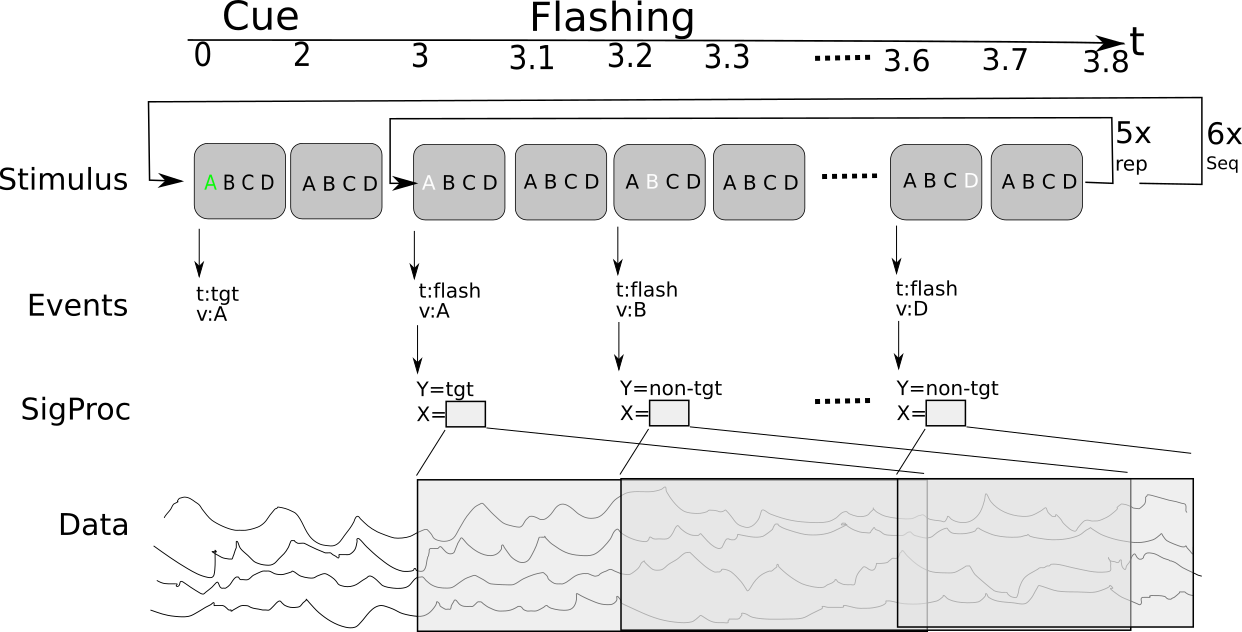 Cue Flashing
t
0 2 3 3.1 3.2 3.3 3.6 3.7 3.8
5x
rep
6x
Seq
Stimulus
A B C D
A B C D
A B C D
A B C D
A B C D
A B C D
A B C D
A B C D
Events
t:tgt
v:A
t:flash
v:A
t:flash
v:B
t:flash
v:D
SigProc
Y=tgt
X=
Y=non-tgt
X=
Y=non-tgt
X=
Data